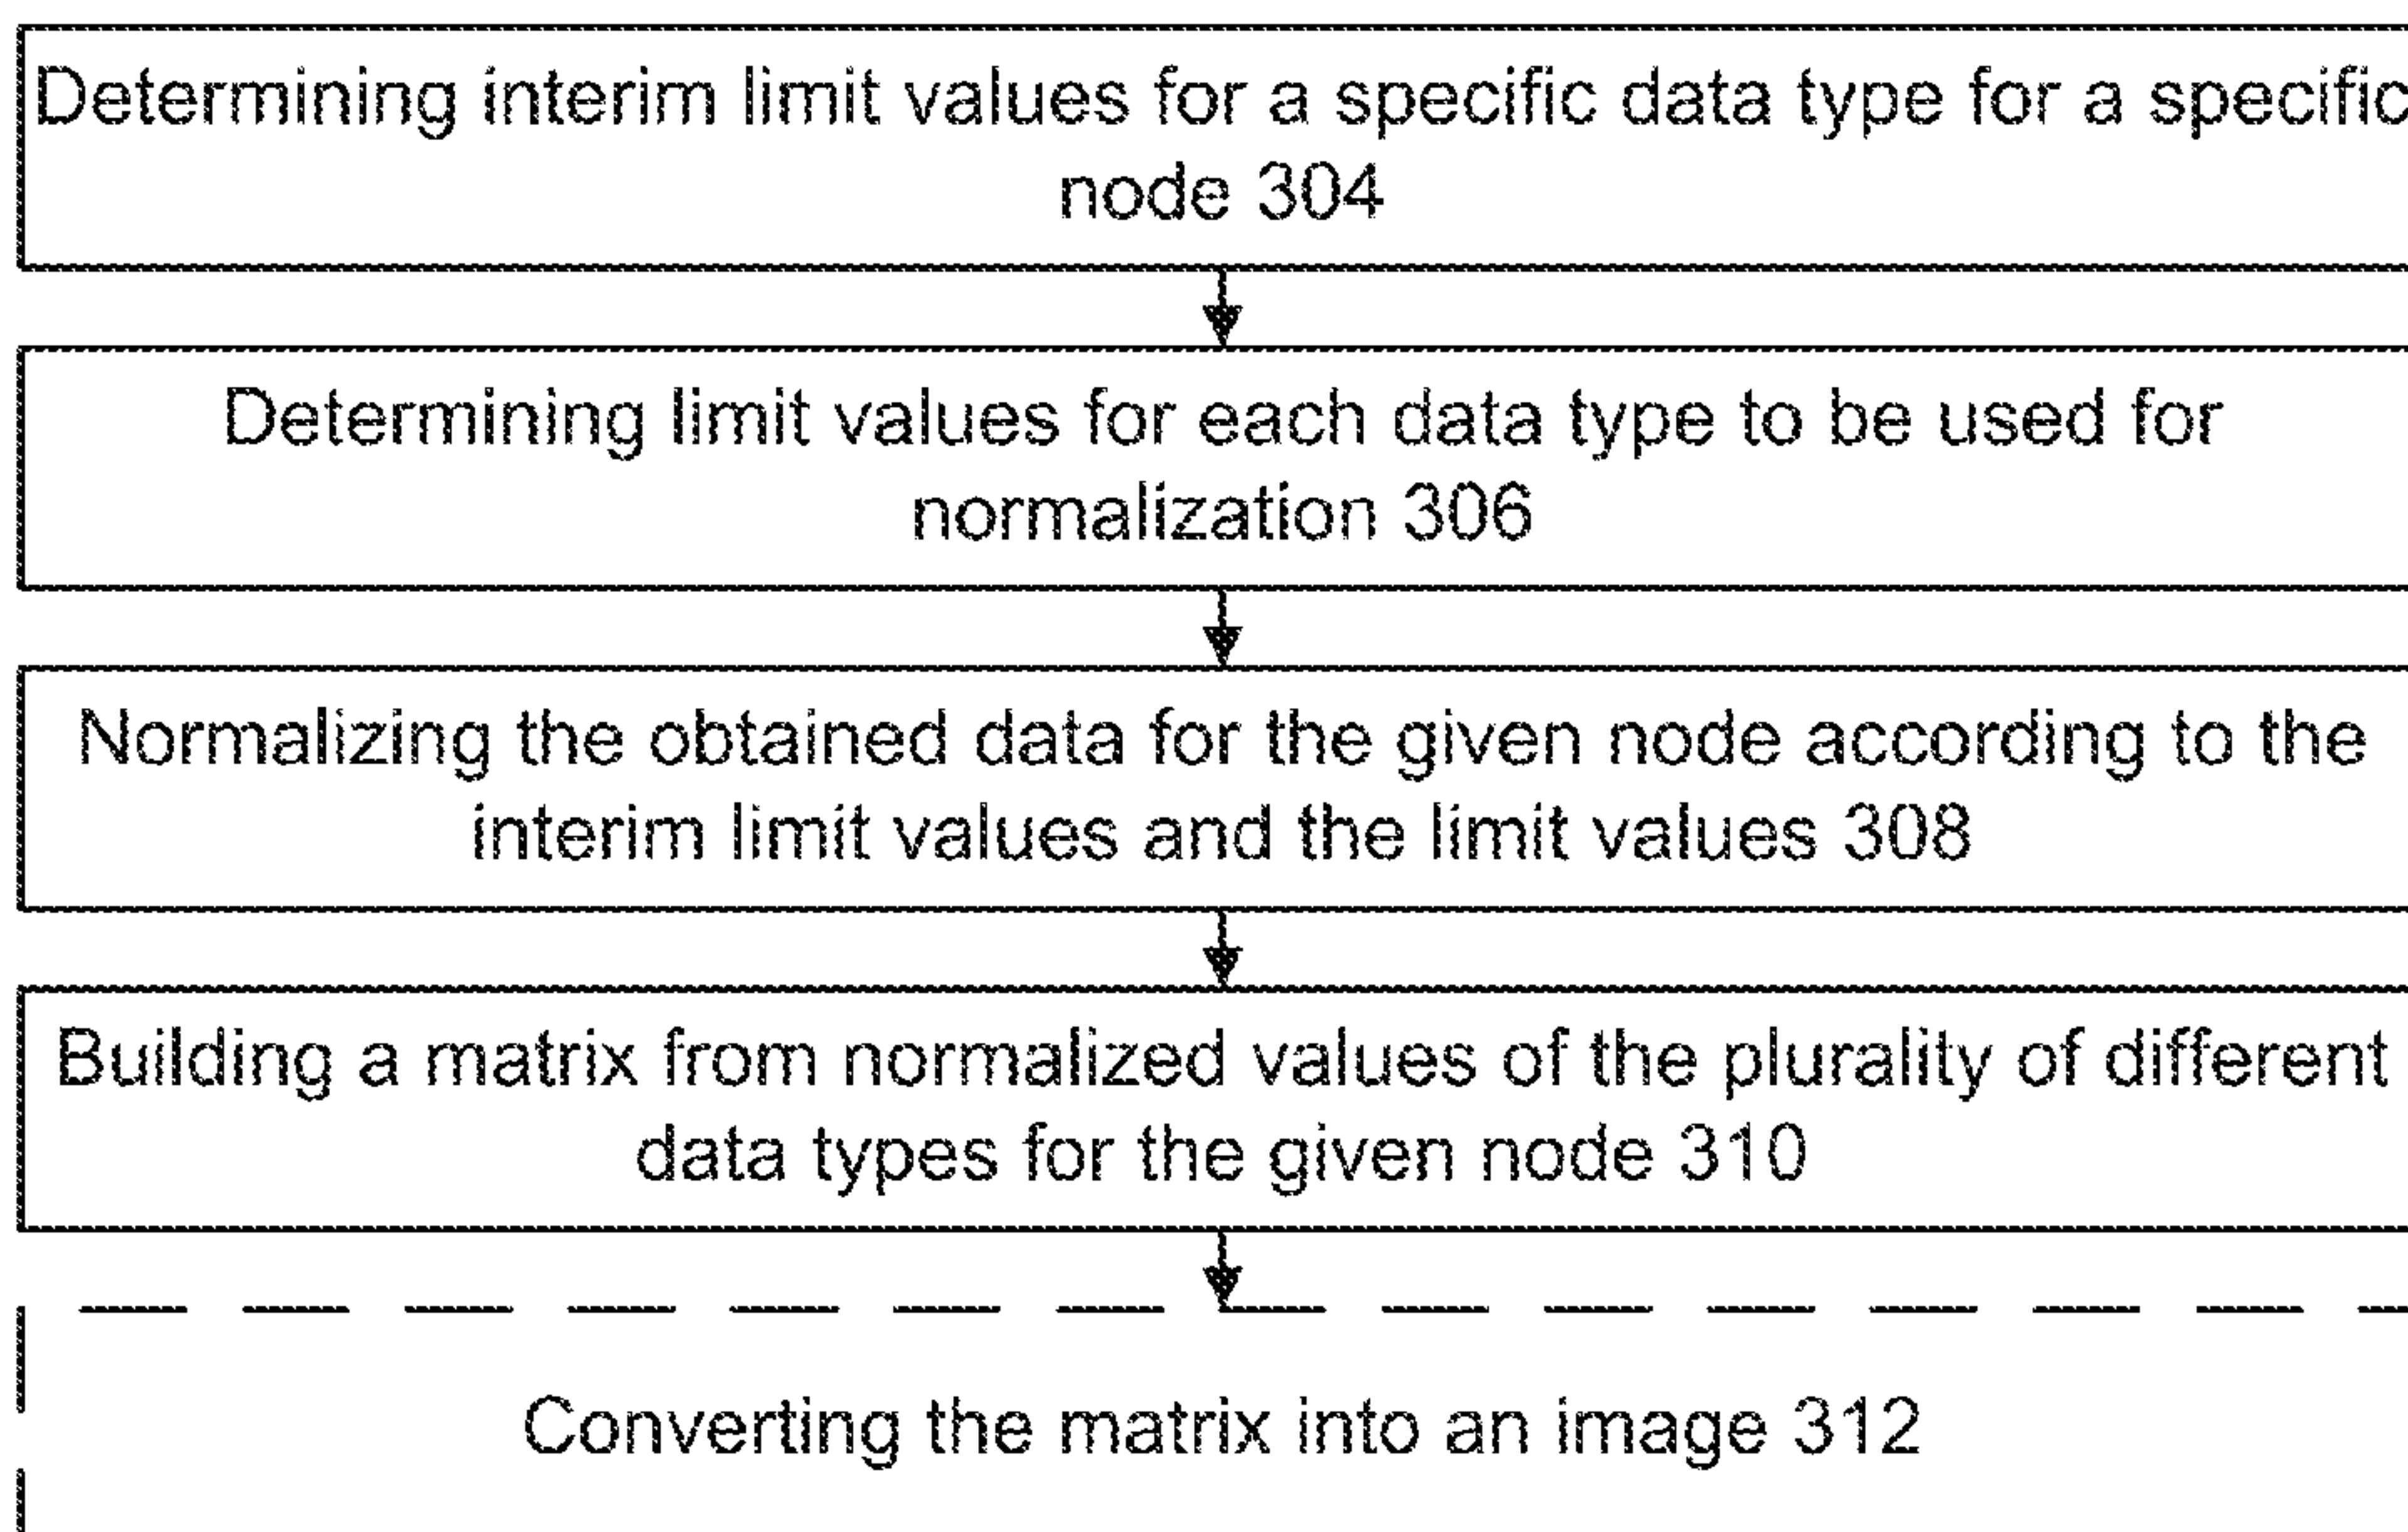 Determining interim limit values for a specific data type for a specific
node 304
Determining limit values for each data type to be used for
normalization 306
Normalizing the obtained data for the given node according to the
interim limit values and the limit values 308
Building a matrix from normalized values of the plurality of different
data types for the given node 310
Converting the matrix into an image 312